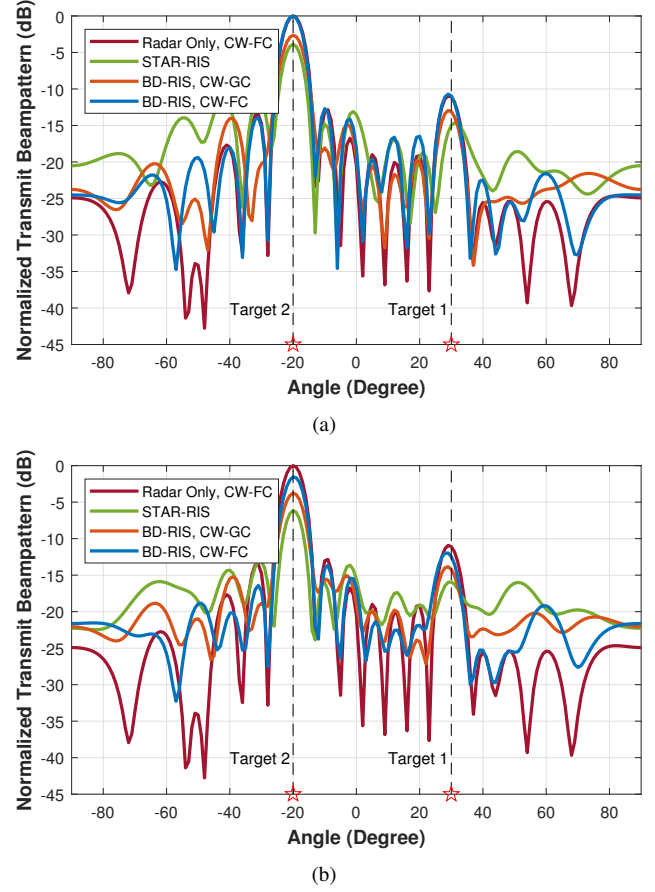 0
-5
-10
-15
-20
-25
-30
-35
-40
-45
Normalized Transmit Beampattern (dB)
Radar Only, CW-FC
STAR-RIS
BD-RIS, CW-GC
BD-RIS, CW-FC
Target 2
Target 1
-80 -60 -40 -20 0 20 40 60 80
Angle (Degree)
(a)
0
-5
-10
-15
-20
-25
-30
-35
-40
-45
Normalized Transmit Beampattern (dB)
Radar Only, CW-FC
STAR-RIS
BD-RIS, CW-GC
BD-RIS, CW-FC
Target 2
Target 1
-80 -60 -40 -20 0 20 40 60 80
Angle (Degree)
(b)